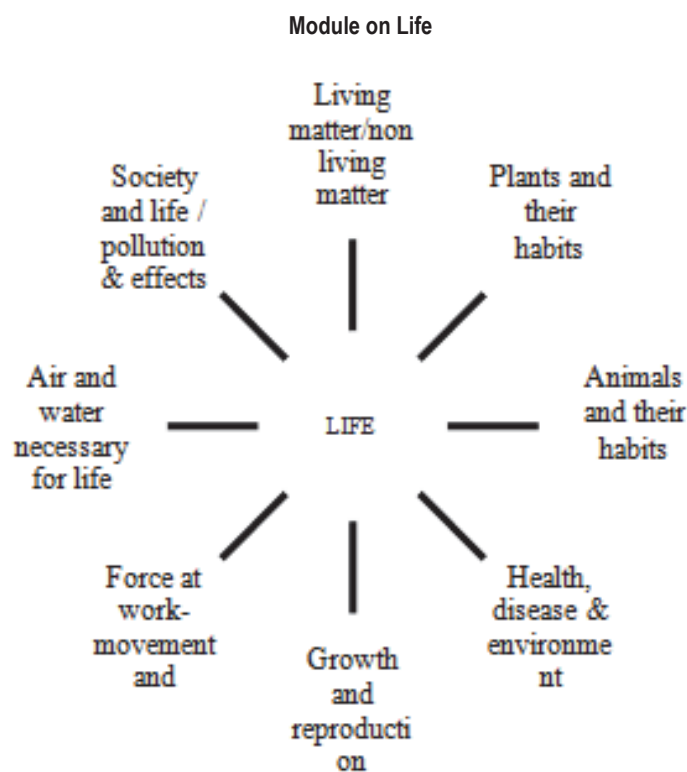 Module on Life
Living
matter/non
living
matter
Plants and
their
habits
Animals
and their
habits
Health,
disease &
environme
nt
Growth
and
reproducti
on
Force at
work-
movement
and
Air and
water
necessary
for life
Society
and life /
pollution
& effects
LIFE